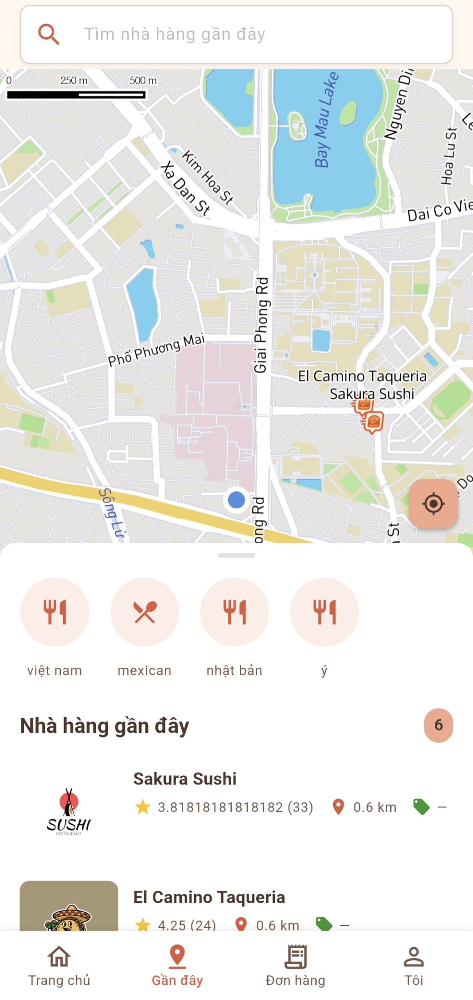 Tìm nhà hàng gần đây
0 250 m 500 m
Bay Mau Lake
Nguyen Di
Le
Hoa Lu St
Kim Hoa St
Xa Dan St
Dai Co Vie
Giai Phong Rd
Phố Phương Mai
El Camino Taqueria
Sakura Sushi
Do
Sông Lừ
ong Rd
St
việt nam mexican nhật bản ý
Nhà hàng gần đây 6
Sakura Sushi
3.81818181818182 (33) 0.6 km —
SUSHI
RESTAURANT
El Camino Taqueria
4.25 (24) 0.6 km —
Trang chủ Gần đây Đơn hàng Tôi